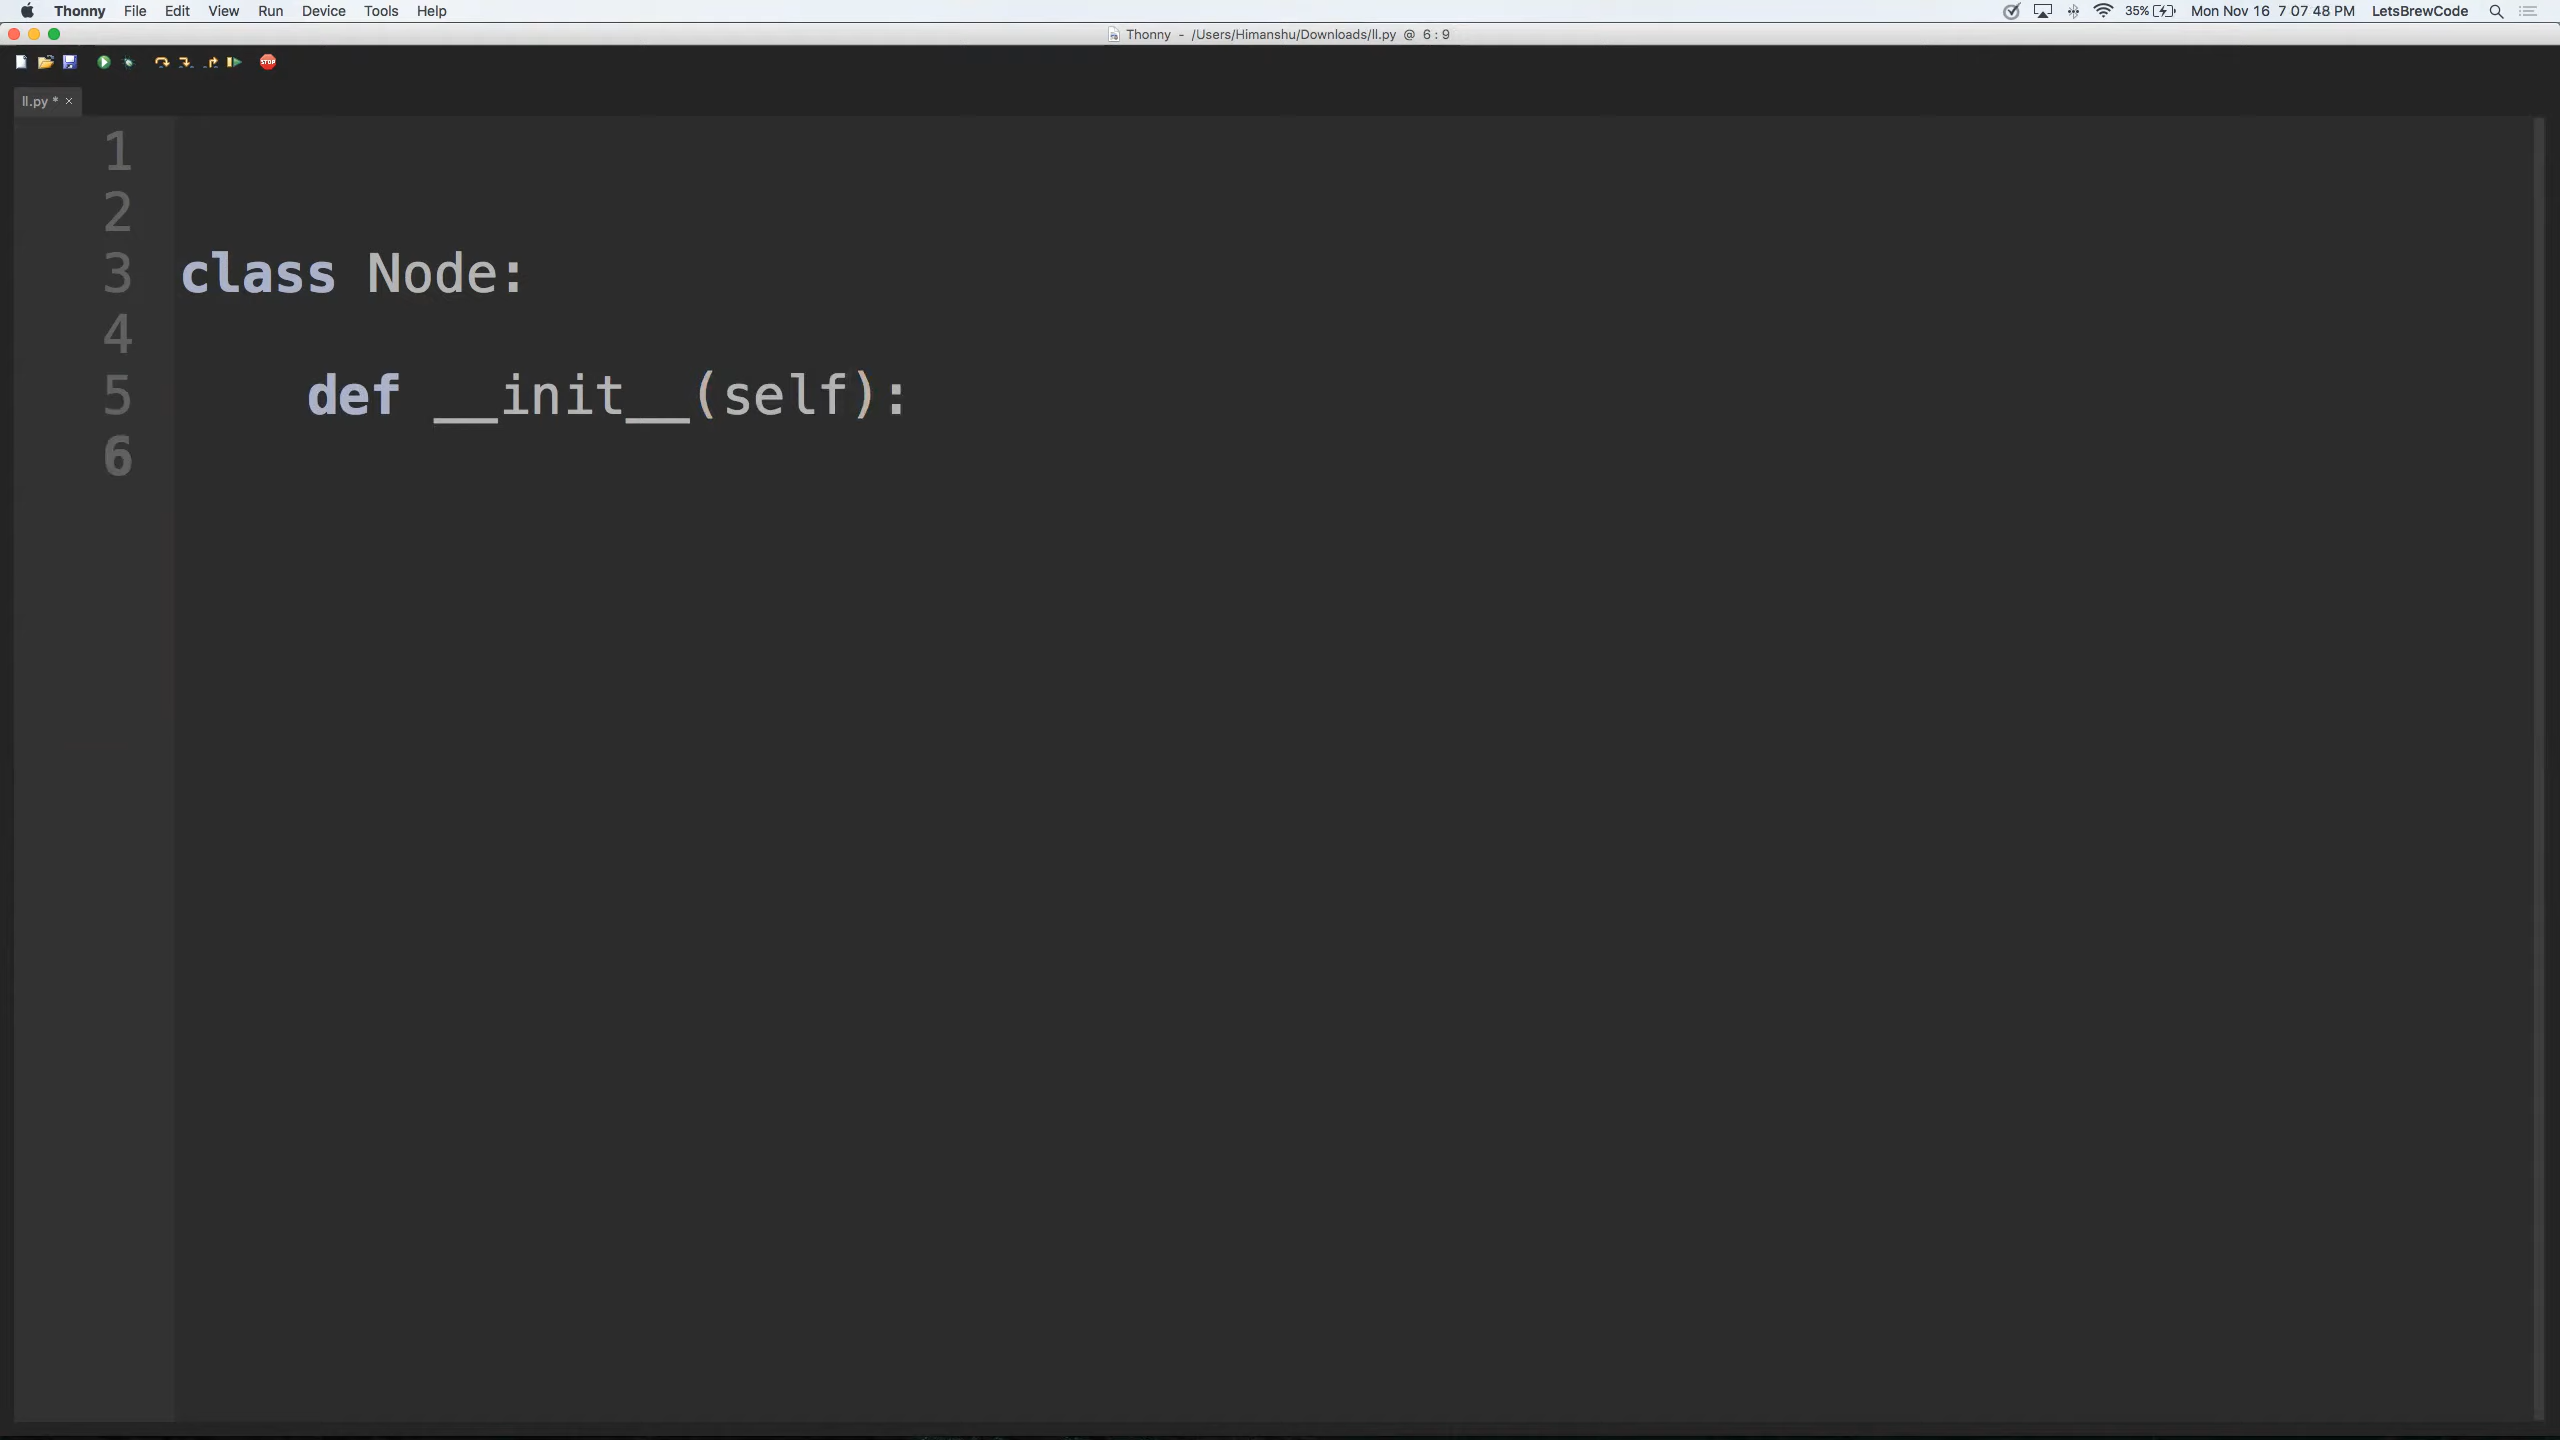 Thonny File Edit View Run Device Tools Help 35% Mon Nov 16 7 07 48 PM LetsBrewCode
Thonny - /Users/Himanshu/Downloads/ll.py @ 6 : 9
STOP
ll.py * ×
1
2
3 class Node:
4
5 def __init__(self):
6